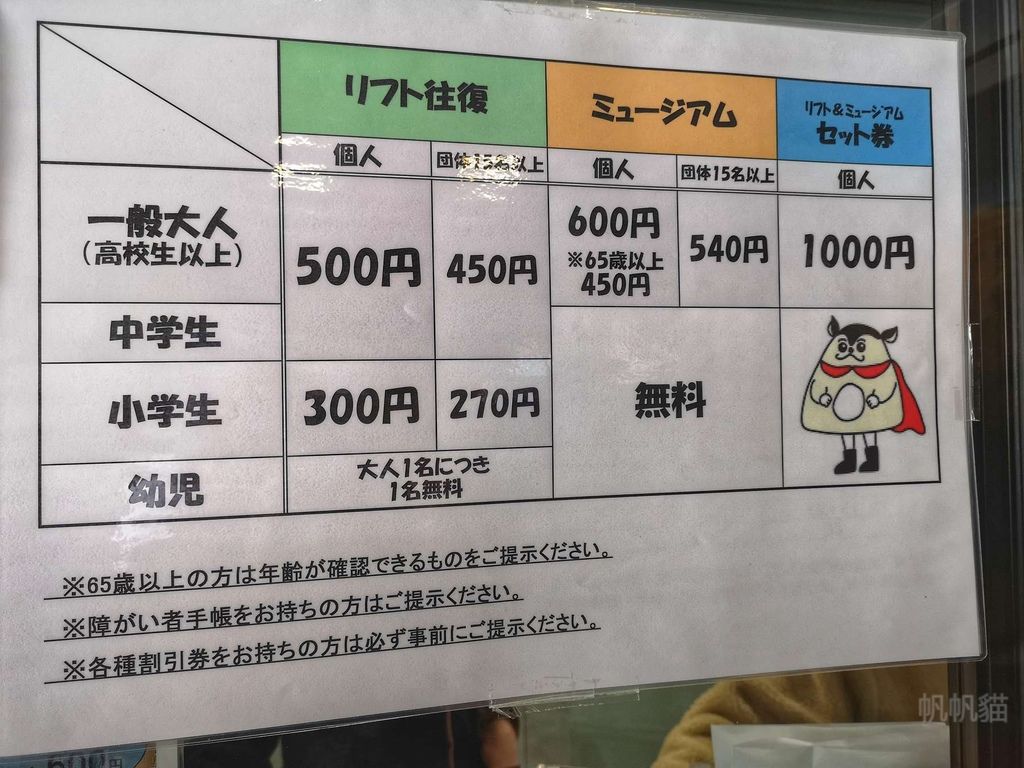 リフト往復
ミュージアム
リフト＆ミュージアム
セット券
個人
団体15名以上
個人
団体15名以上
個人
一般大人
（高校生以上）
500円
450円
600円
※65歳以上
450円
540円
1000円
中学生
小学生
300円
270円
無料
幼児
大人1名につき
1名無料
※65歳以上の方は年齢が確認できるものをご提示ください。
※障がい者手帳をお持ちの方はご提示ください。
※各種割引券をお持ちの方は必ず事前にご提示ください。
帆帆貓